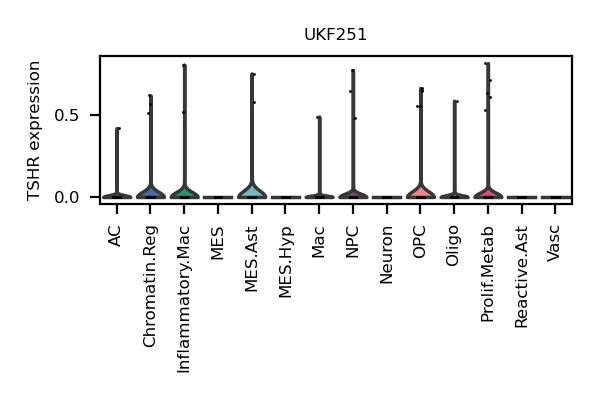 UKF251
TSHR expression
0.5
0.0
AC
Chromatin.Reg
Inflammatory.Mac
MES
MES.Ast
MES.Hyp
Mac
NPC
Neuron
OPC
Oligo
Prolif.Metab
Reactive.Ast
Vasc